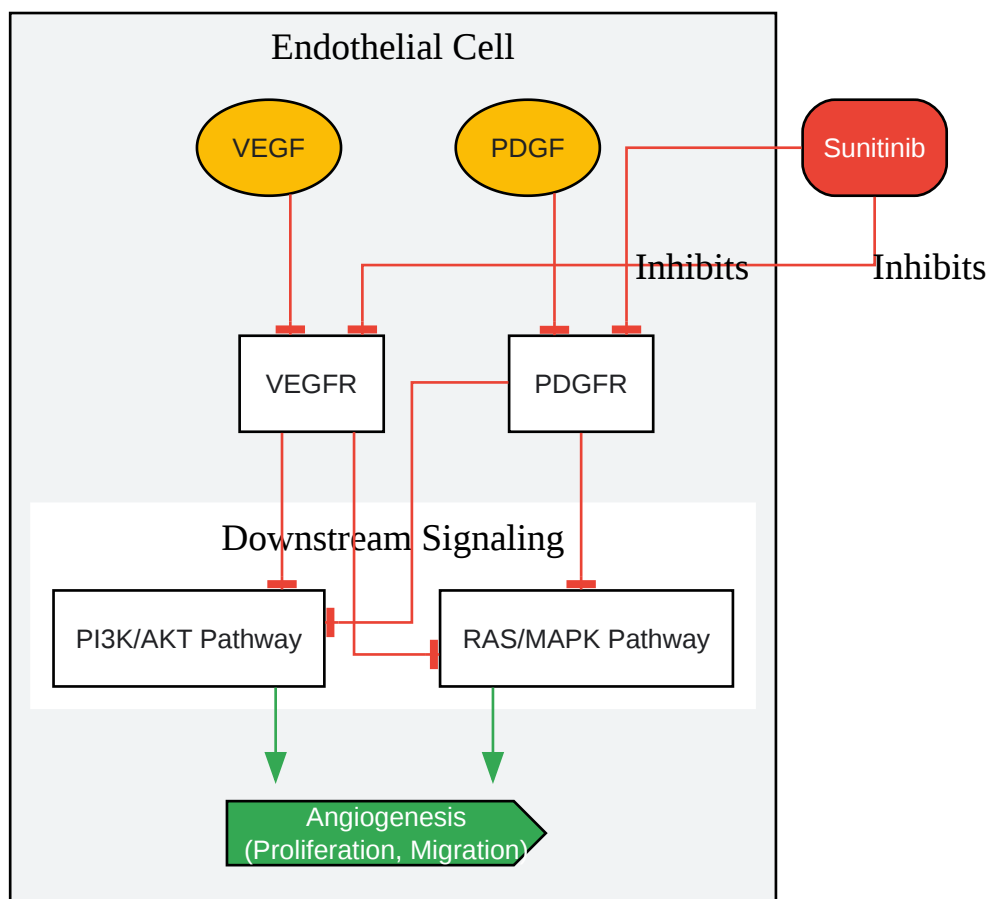 Endothelial Cell
VEGF
PDGF
Sunitinib
Inhibits
Inhibits
VEGFR
PDGFR
Downstream Signaling
PI3K/AKT Pathway
RAS/MAPK Pathway
Angiogenesis
(Proliferation, Migration)